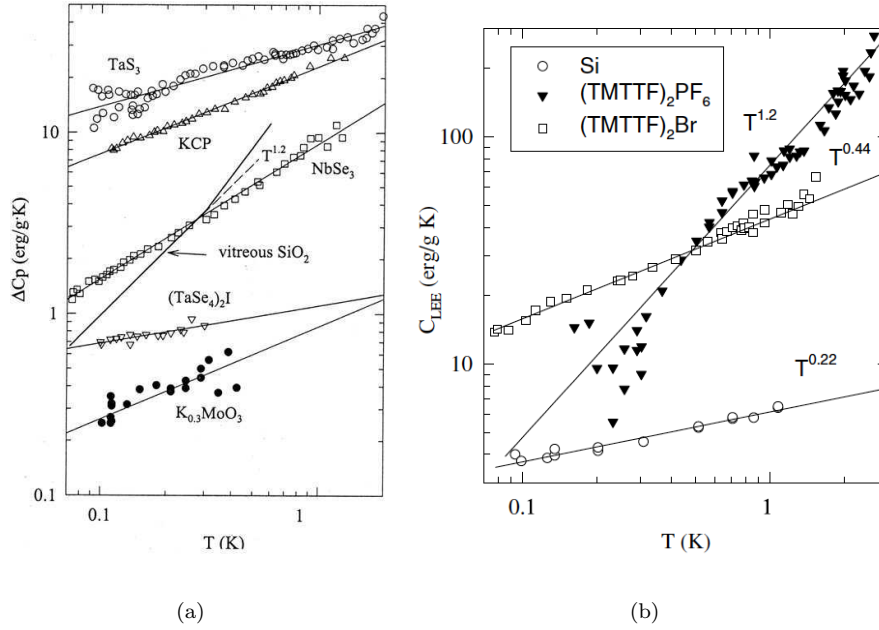 TaS₃
KCP
NbSe₃
T¹·²
vitreous SiO₂
(TaSe₄)₂I
K₀.₃MoO₃
10
1
0.1
0.1
1
ΔCp (erg/g·K)
T (K)
(a)
Si
(TMTTF)₂PF₆
(TMTTF)₂Br
T¹·²
T⁰·⁴⁴
T⁰·²²
100
10
0.1
1
C_LEE (erg/g K)
T (K)
(b)